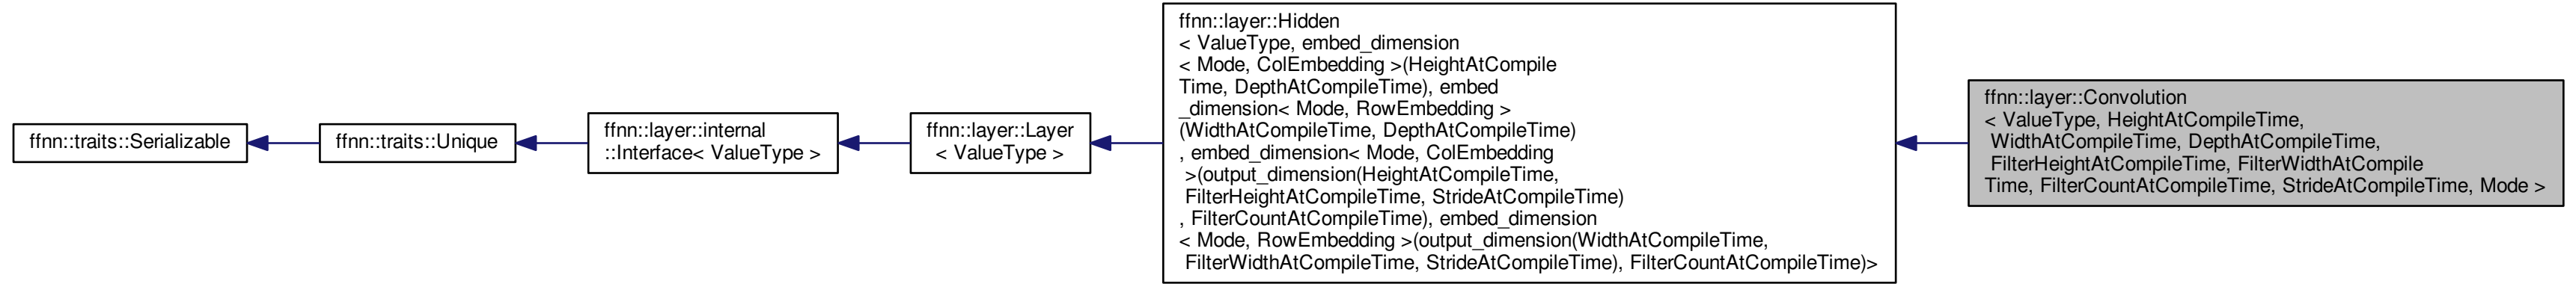 ffnn::traits::Serializable
ffnn::traits::Unique
ffnn::layer::internal
::Interface< ValueType >
ffnn::layer::Layer
< ValueType >
ffnn::layer::Hidden
< ValueType, embed_dimension
< Mode, ColEmbedding >(HeightAtCompile
Time, DepthAtCompileTime), embed
_dimension< Mode, RowEmbedding >
(WidthAtCompileTime, DepthAtCompileTime)
, embed_dimension< Mode, ColEmbedding
>(output_dimension(HeightAtCompileTime,
FilterHeightAtCompileTime, StrideAtCompileTime)
, FilterCountAtCompileTime), embed_dimension
< Mode, RowEmbedding >(output_dimension(WidthAtCompileTime,
FilterWidthAtCompileTime, StrideAtCompileTime), FilterCountAtCompileTime)>
ffnn::layer::Convolution
< ValueType, HeightAtCompileTime,
WidthAtCompileTime, DepthAtCompileTime,
FilterHeightAtCompileTime, FilterWidthAtCompile
Time, FilterCountAtCompileTime, StrideAtCompileTime, Mode >